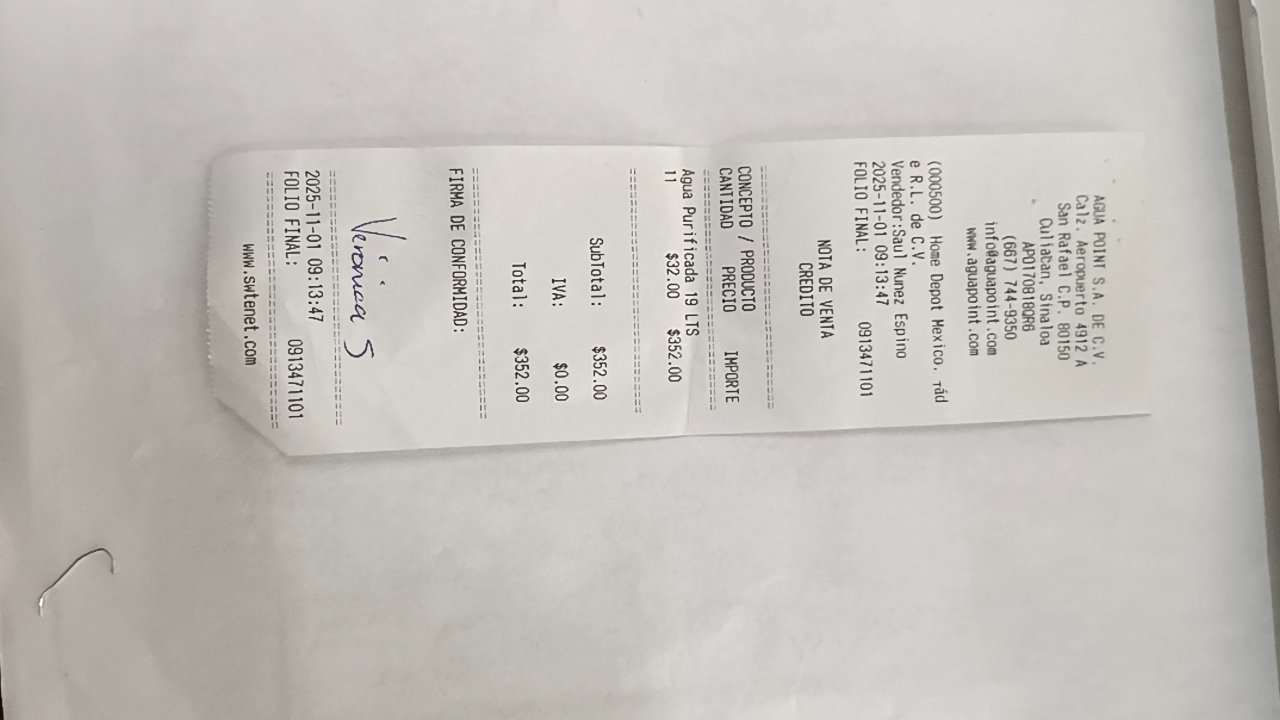 AGUA POINT S.A. DE C.V.
Calz. Aeropuerto 4912 A
San Rafael C.P. 80150
Culiacan, Sinaloa
APO170918QR6
(667) 744-9350
info@aguapoint.com
www.aguapoint.com
(000500) Home Depot Mexico. rád
e R.L. de C.V.
Vendedor:Saul Nunez Espino
2025-11-01 09:13:47
FOLIO FINAL: 0913471101
NOTA DE VENTA
CREDITO
CONCEPTO / PRODUCTO
CANTIDAD PRECIO IMPORTE
Agua Purificada 19 LTS
11 $32.00 $352.00
SubTotal: $352.00
IVA: $0.00
Total: $352.00
FIRMA DE CONFORMIDAD:
Veronica S
2025-11-01 09:13:47
FOLIO FINAL: 0913471101
www.swtenet.com